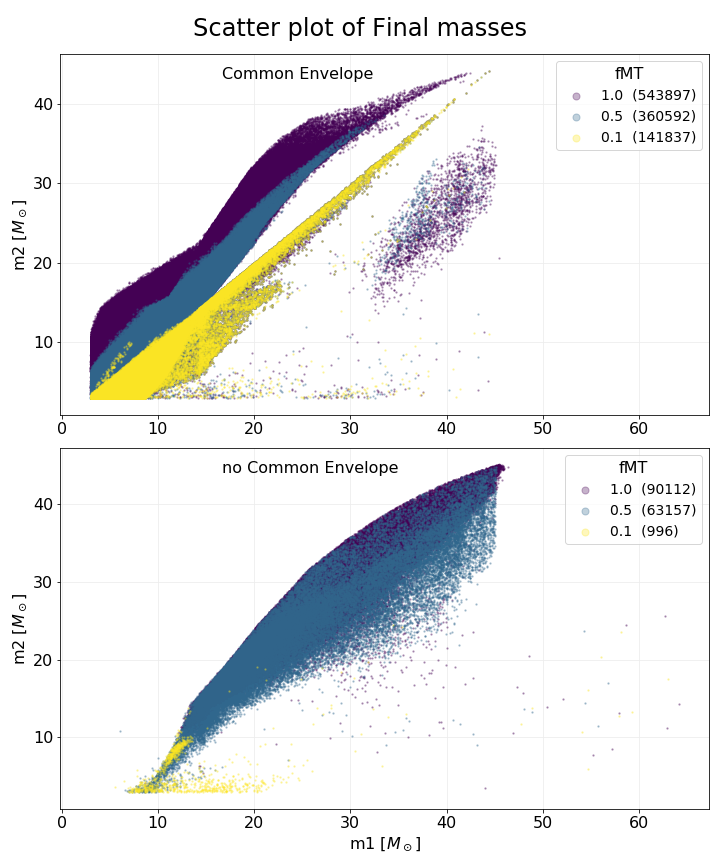 Scatter plot of Final masses
Common Envelope
fMT
1.0 (543897)
0.5 (360592)
0.1 (141837)
m2 [M⊙]
40
30
20
10
0 10 20 30 40 50 60
no Common Envelope
fMT
1.0 (90112)
0.5 (63157)
0.1 (996)
m2 [M⊙]
40
30
20
10
0 10 20 30 40 50 60
m1 [M⊙]